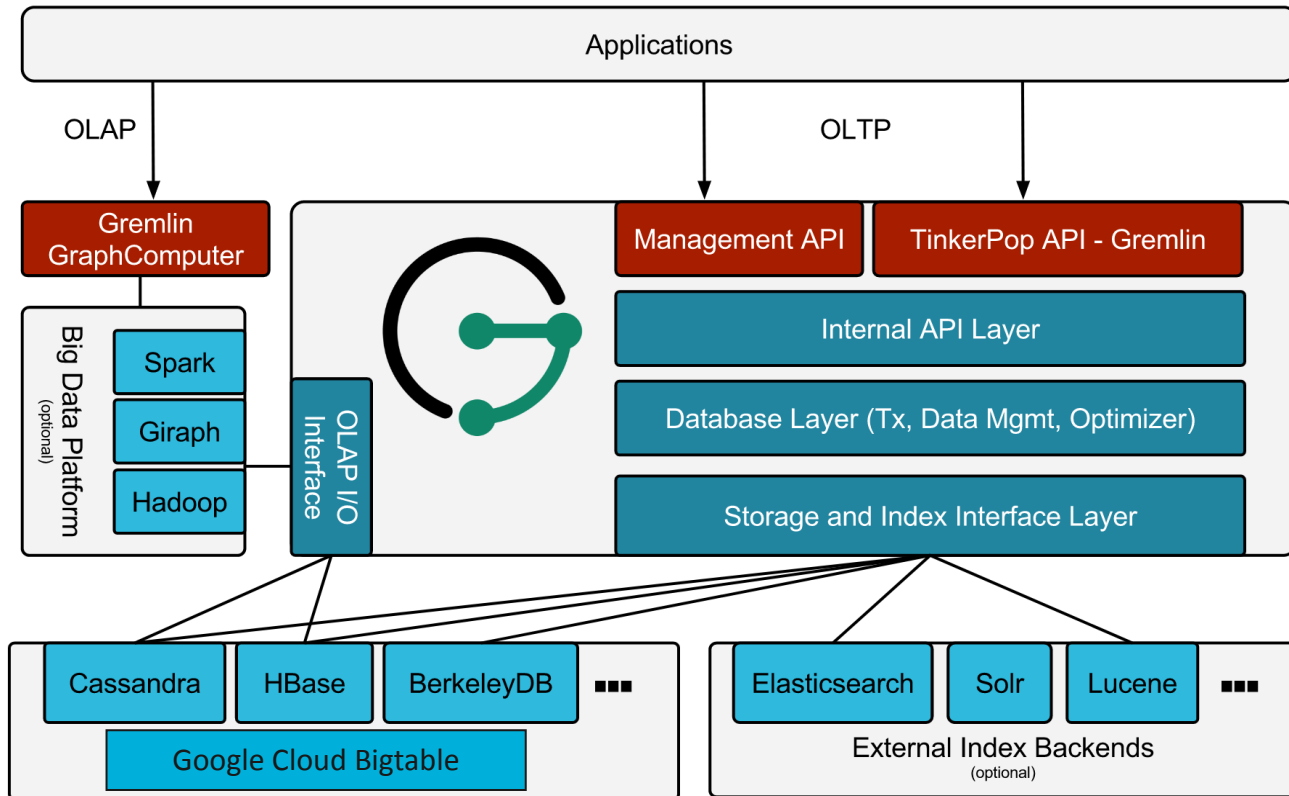 Applications
OLAP
OLTP
Gremlin
GraphComputer
Management API
TinkerPop API - Gremlin
Big Data Platform
(optional)
Spark
Giraph
Hadoop
OLAP I/O
Interface
Internal API Layer
Database Layer (Tx, Data Mgmt, Optimizer)
Storage and Index Interface Layer
Cassandra
HBase
BerkeleyDB
Google Cloud Bigtable
Elasticsearch
Solr
Lucene
External Index Backends
(optional)